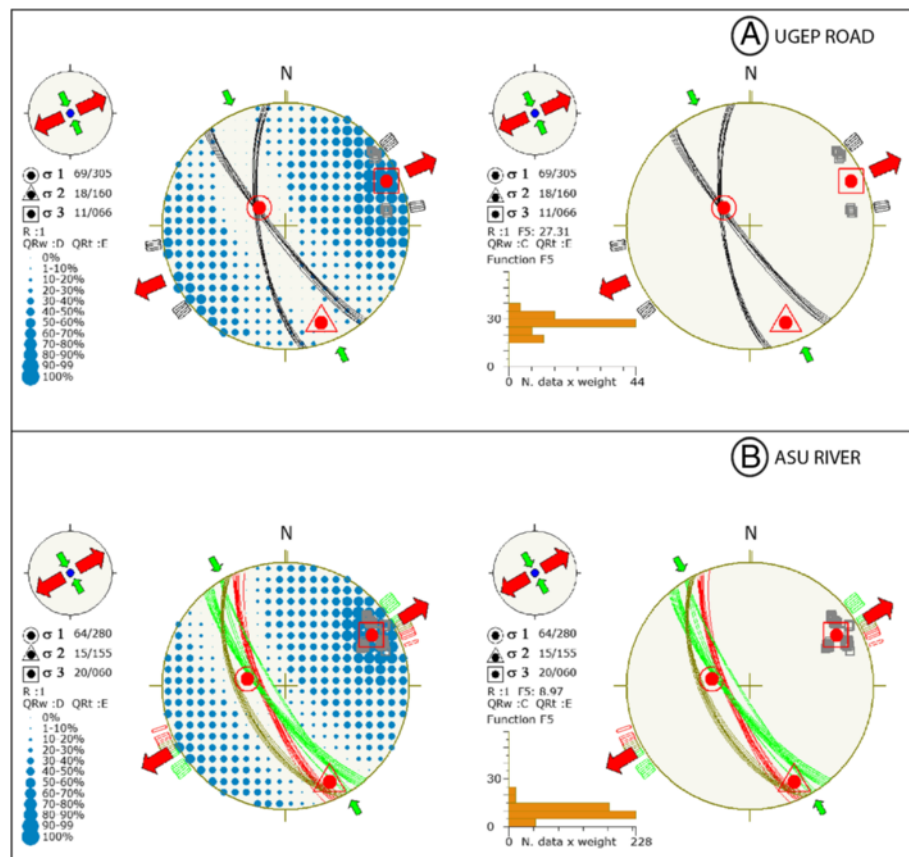 A UGEP ROAD
N
σ 1 69/305
σ 2 18/160
σ 3 11/066
R :1
QRw :D QRt :E
0%
1-10%
10-20%
20-30%
30-40%
40-50%
50-60%
60-70%
70-80%
80-90%
90-99
100%
N
σ 1 69/305
σ 2 18/160
σ 3 11/066
R :1 F5: 27.31
QRw :C QRt :E
Function F5
30
0
0 N. data x weight 44
B ASU RIVER
N
σ 1 64/280
σ 2 15/155
σ 3 20/060
R :1
QRw :D QRt :E
0%
1-10%
10-20%
20-30%
30-40%
40-50%
50-60%
60-70%
70-80%
80-90%
90-99
100%
N
σ 1 64/280
σ 2 15/155
σ 3 20/060
R :1 F5: 8.97
QRw :C QRt :E
Function F5
30
0
0 N. data x weight 228